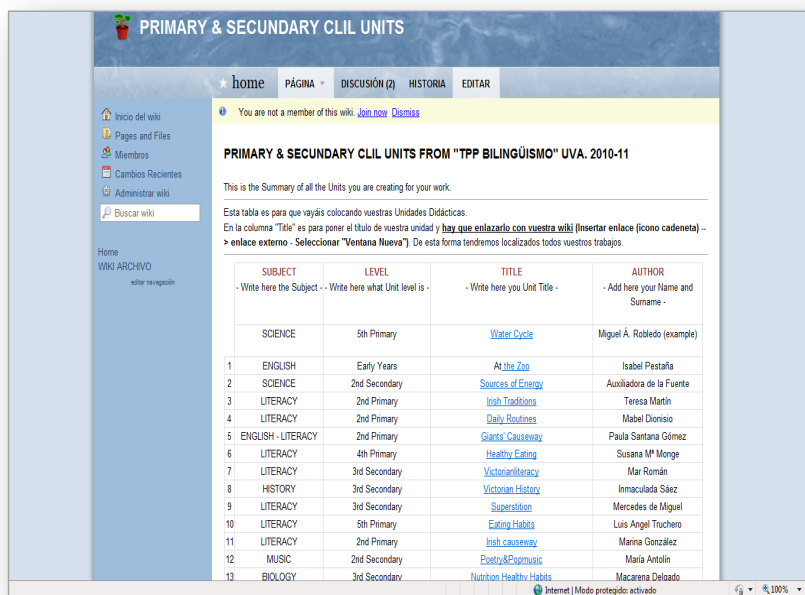 PRIMARY & SECUNDARY CLIL UNITS
home PÁGINA DISCUSIÓN (2) HISTORIA EDITAR
You are not a member of this wiki. Join now Dismiss
Inicio del wiki
Pages and Files
Miembros
Cambios Recientes
Administrar wiki
Buscar wiki
Home
WIKI ARCHIVO
editar navegación
PRIMARY & SECUNDARY CLIL UNITS FROM "TPP BILINGÜISMO" UVA. 2010-11
This is the Summary of all the Units you are creating for your work.
Esta tabla es para que vayáis colocando vuestras Unidades Didácticas.
En la columna "Title" es para poner el título de vuestra unidad y hay que enlazarlo con vuestra wiki (Insertar enlace (icono cadeneta) --
> enlace externo - Seleccionar "Ventana Nueva"). De esta forma tendremos localizados todos vuestros trabajos.
SUBJECT LEVEL TITLE AUTHOR
- Write here the Subject - - Write here what Unit level is - - Write here you Unit Title - - Add here your Name and
Surname -
SCIENCE 5th Primary Water Cycle Miguel Á. Robledo (example)
1 ENGLISH Early Years At the Zoo Isabel Pestaña
2 SCIENCE 2nd Secondary Sources of Energy Auxiliadora de la Fuente
3 LITERACY 2nd Primary Irish Traditions Teresa Martín
4 LITERACY 2nd Primary Daily Routines Mabel Dionisio
5 ENGLISH - LITERACY 2nd Primary Giants' Causeway Paula Santana Gómez
6 LITERACY 4th Primary Healthy Eating Susana Mª Monge
7 LITERACY 3rd Secondary Victorianliteracy Mar Román
8 HISTORY 3rd Secondary Victorian History Inmaculada Sáez
9 LITERACY 3rd Secondary Superstition Mercedes de Miguel
10 LITERACY 5th Primary Eating Habits Luis Angel Truchero
11 LITERACY 2nd Primary Irish causeway Marina González
12 MUSIC 2nd Secondary Poetry&Popmusic María Antolín
13 BIOLOGY 3rd Secondary Nutrition Healthy Habits Macarena Delgado
Internet | Modo protegido: activado 100%